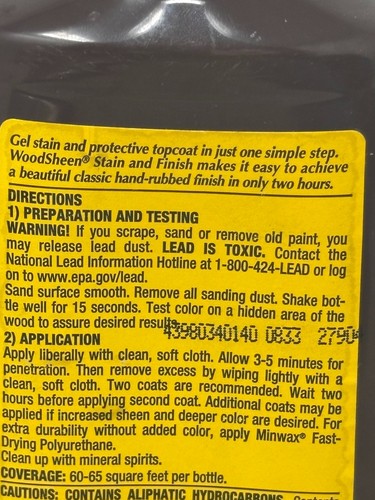 Gel stain and protective topcoat in just one simple step.
WoodSheen® Stain and Finish makes it easy to achieve
a beautiful classic hand-rubbed finish in only two hours.
DIRECTIONS
1) PREPARATION AND TESTING
WARNING! If you scrape, sand or remove old paint, you
may release lead dust. LEAD IS TOXIC. Contact the
National Lead Information Hotline at 1-800-424-LEAD or log
on to www.epa.gov/lead.
Sand surface smooth. Remove all sanding dust. Shake bot-
tle well for 15 seconds. Test color on a hidden area of the
wood to assure desired results.
43980340140 0833 2790
2) APPLICATION
Apply liberally with clean, soft cloth. Allow 3-5 minutes for
penetration. Then remove excess by wiping lightly with a
clean, soft cloth. Two coats are recommended. Wait two
hours before applying second coat. Additional coats may be
applied if increased sheen and deeper color are desired. For
extra durability without added color, apply Minwax® Fast-
Drying Polyurethane.
Clean up with mineral spirits.
COVERAGE: 60-65 square feet per bottle.
CAUTIONS: CONTAINS ALIPHATIC HYDROCARBONS. Contents